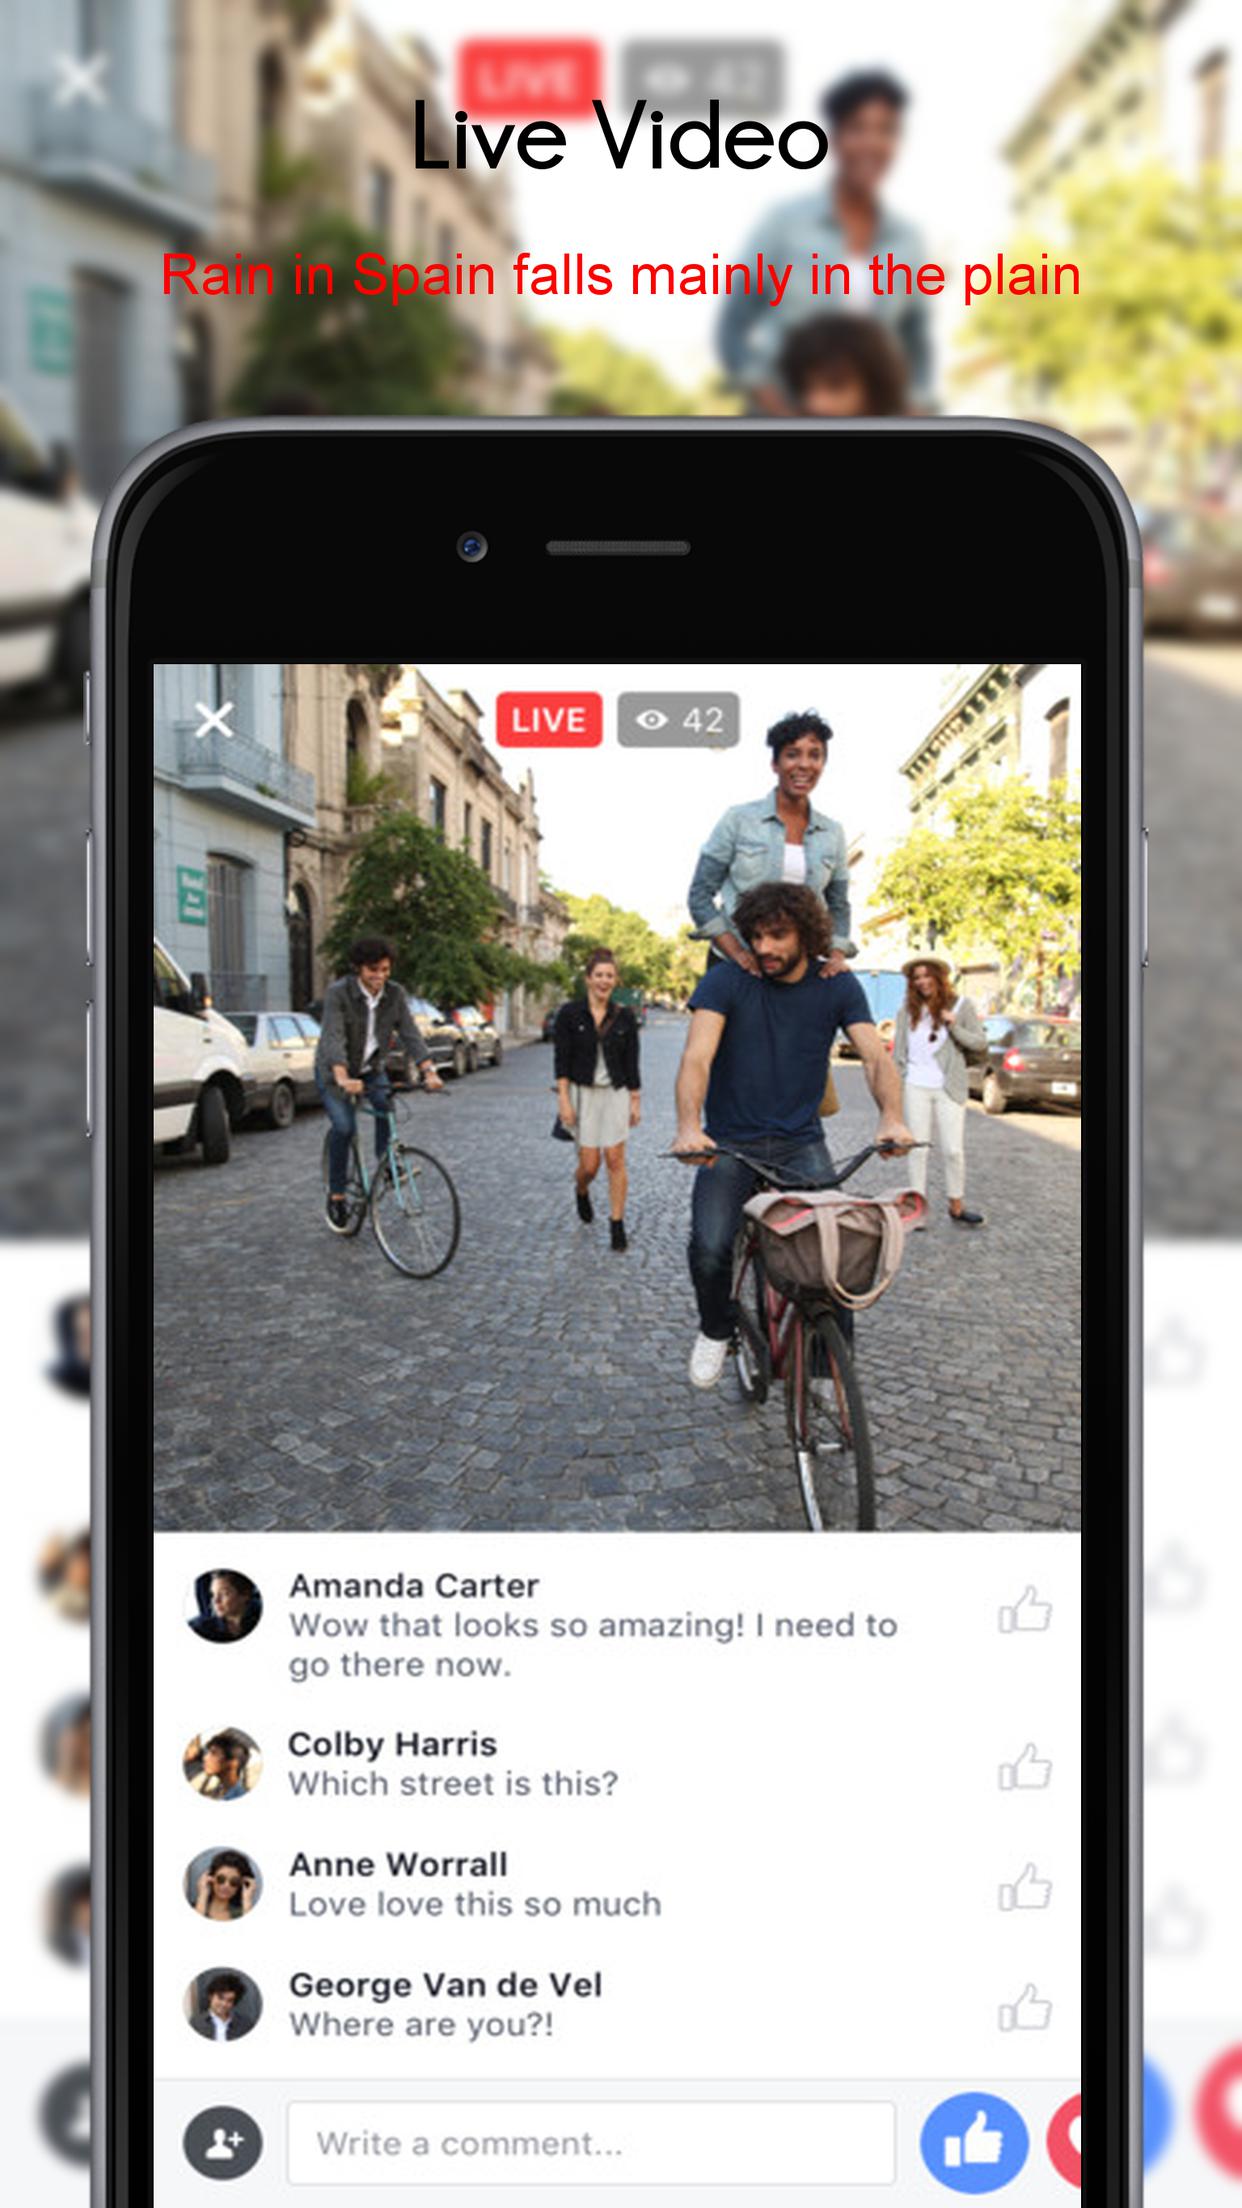 Live Video
Rain in Spain falls mainly in the plain
LIVE 42
Amanda Carter
Wow that looks so amazing! I need to
go there now.
Colby Harris
Which street is this?
Anne Worrall
Love love this so much
George Van de Vel
Where are you?!
Write a comment...